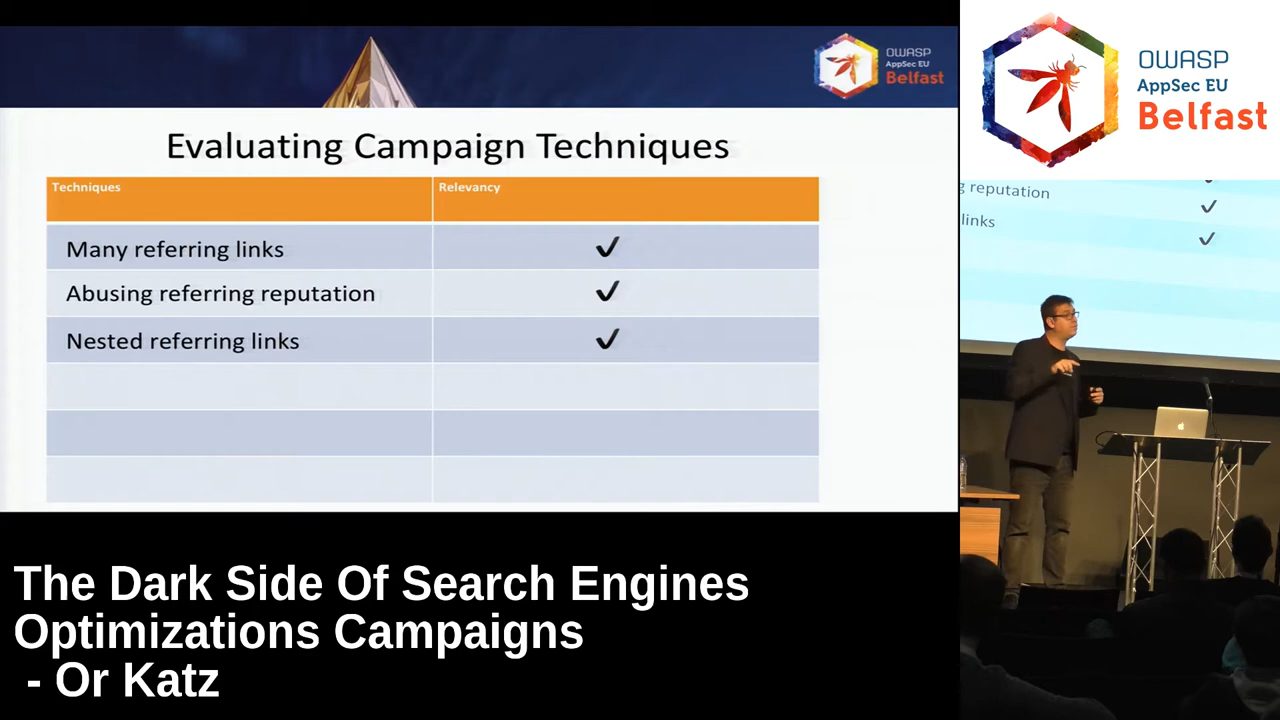 OWASP
AppSec EU
Belfast
Evaluating Campaign Techniques
Techniques
Relevancy
Many referring links
✓
Abusing referring reputation
✓
Nested referring links
✓
OWASP
AppSec EU
Belfast
g reputation
✓
links
✓
The Dark Side Of Search Engines
Optimizations Campaigns
- Or Katz